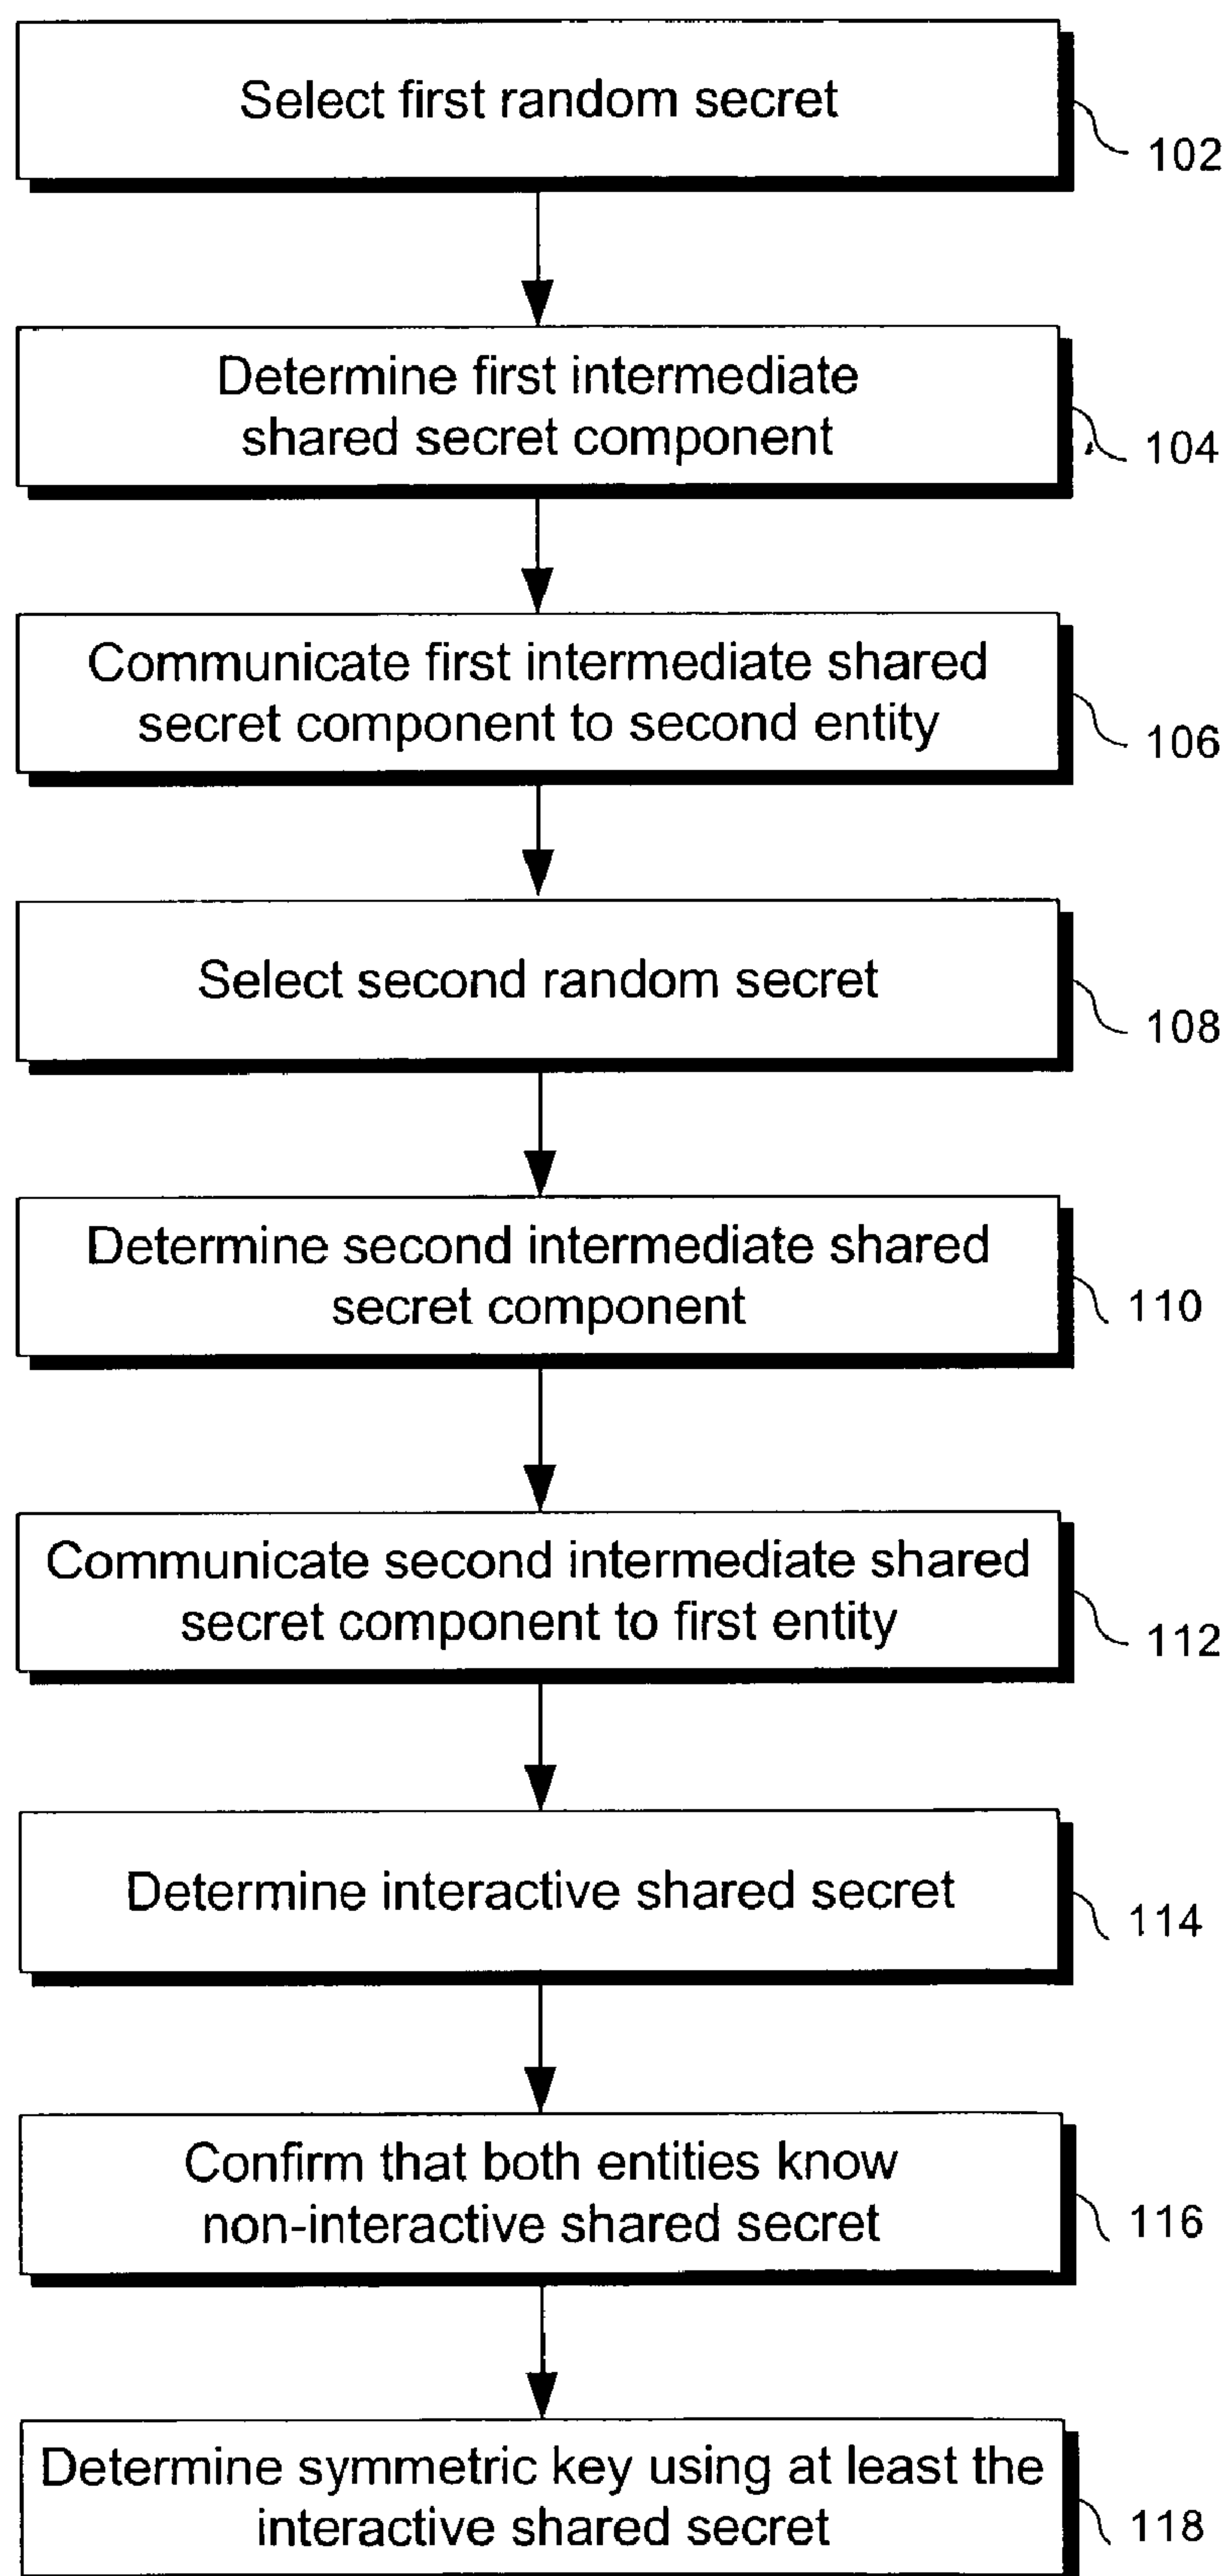 Select first random secret
102
Determine first intermediate
shared secret component
104
Communicate first intermediate shared
secret component to second entity
106
Select second random secret
108
Determine second intermediate shared
secret component
110
Communicate second intermediate shared
secret component to first entity
112
Determine interactive shared secret
114
Confirm that both entities know
non-interactive shared secret
116
Determine symmetric key using at least the
interactive shared secret
118